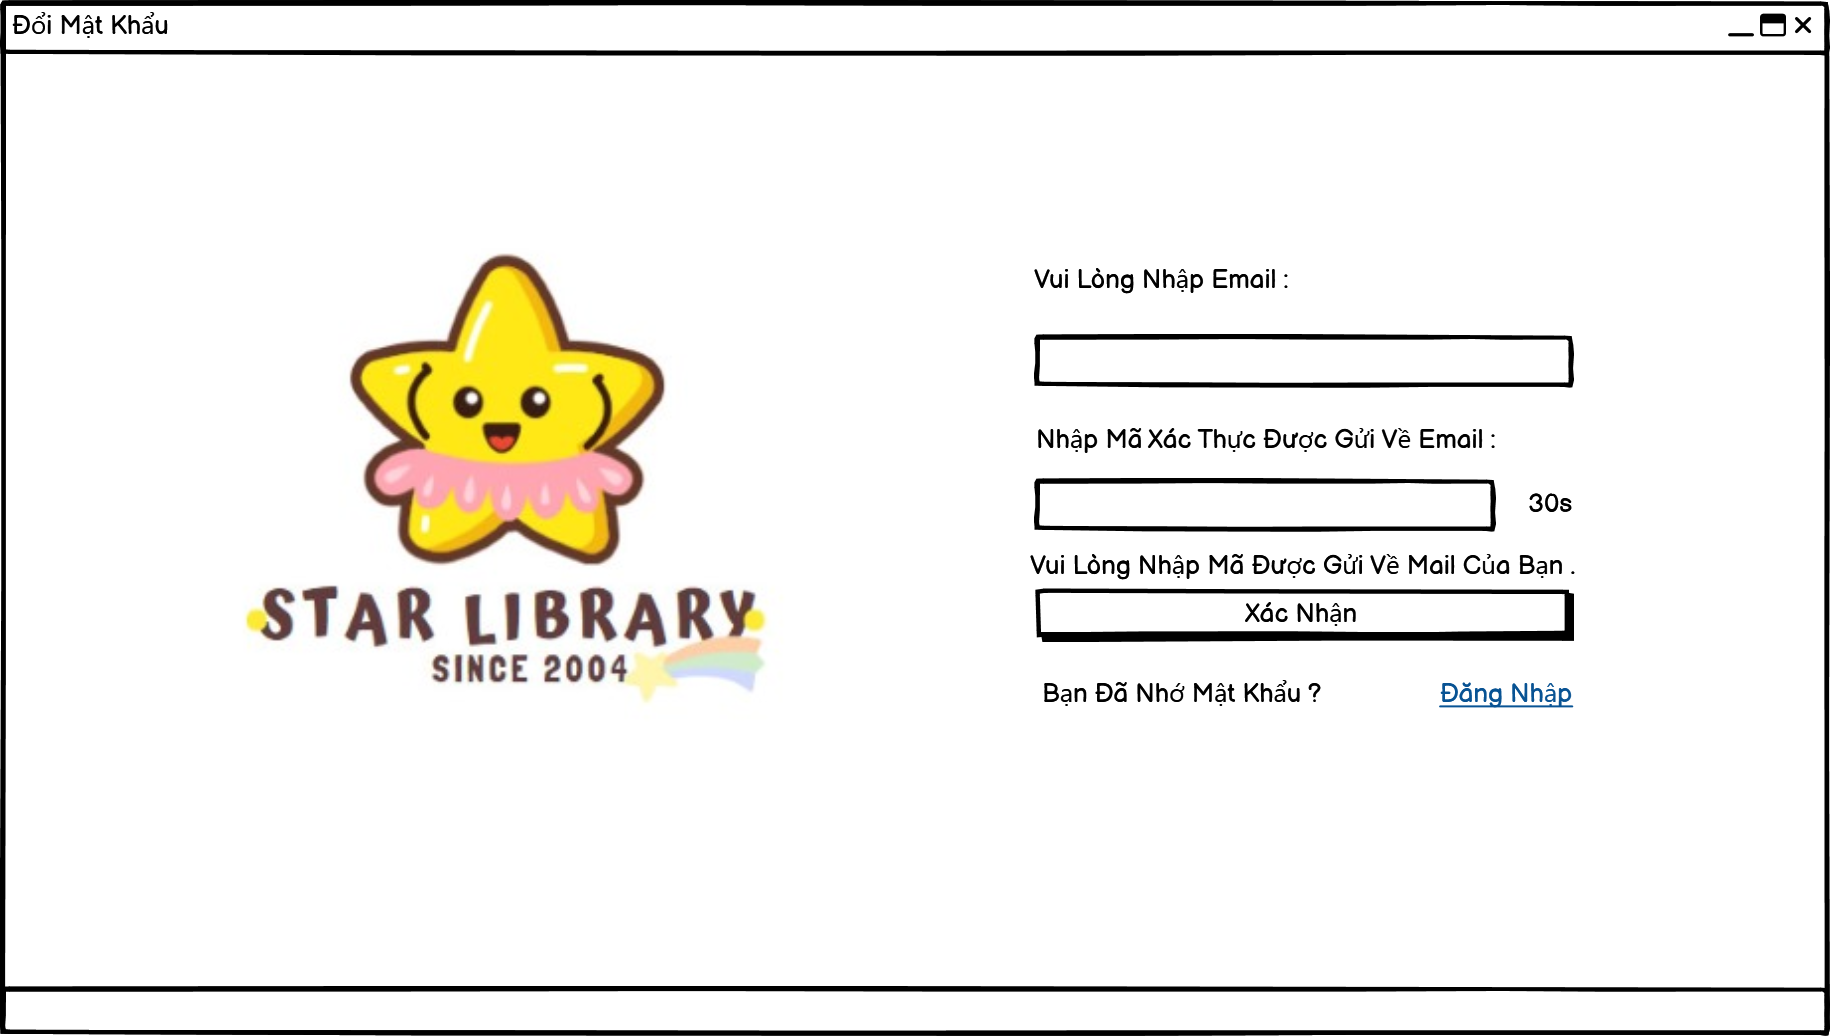 Đổi Mật Khẩu
Vui Lòng Nhập Email :
Nhập Mã Xác Thực Được Gửi Về Email :
30s
Vui Lòng Nhập Mã Được Gửi Về Mail Của Bạn .
Xác Nhận
Bạn Đã Nhớ Mật Khẩu ?
Đăng Nhập
STAR LIBRARY
SINCE 2004